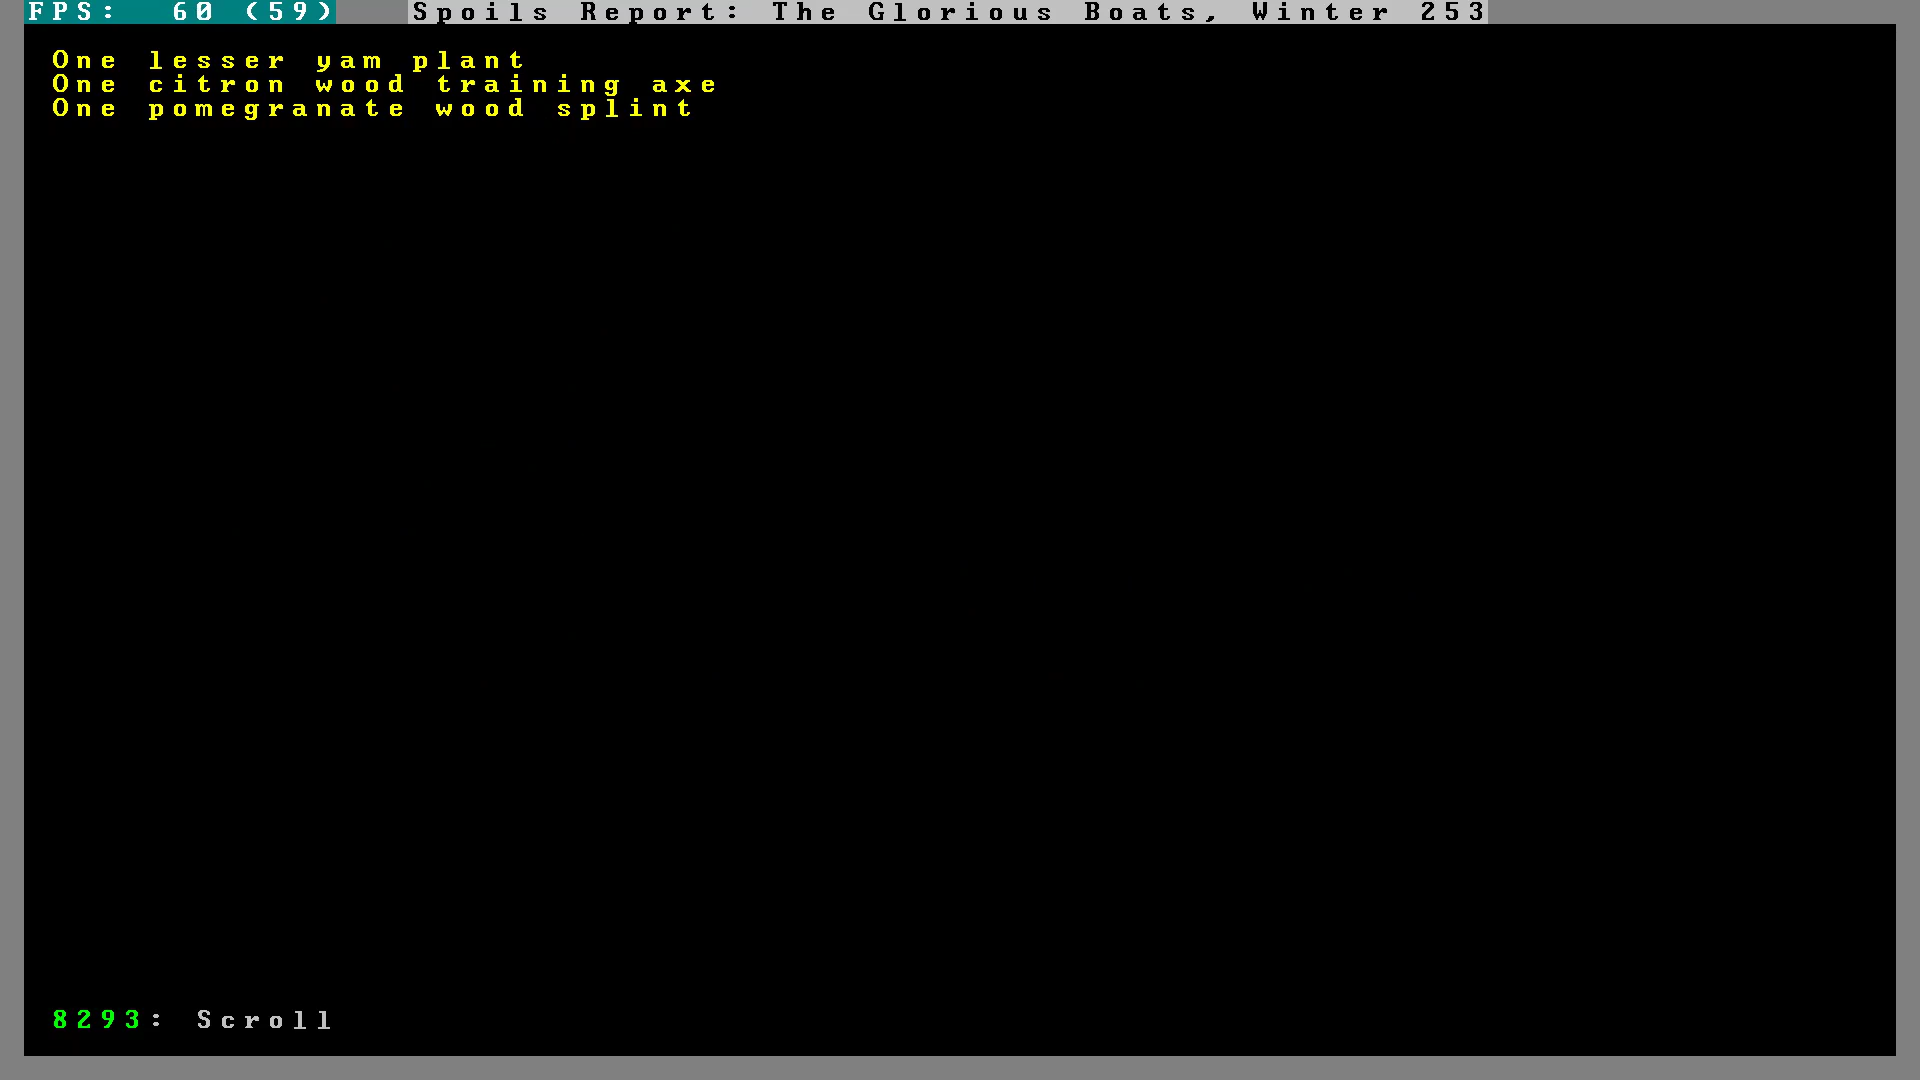 FPS: 60 (59) Spoils Report: The Glorious Boats, Winter 253
One lesser yam plant
One citron wood training axe
One pomegranate wood splint
8293: Scroll